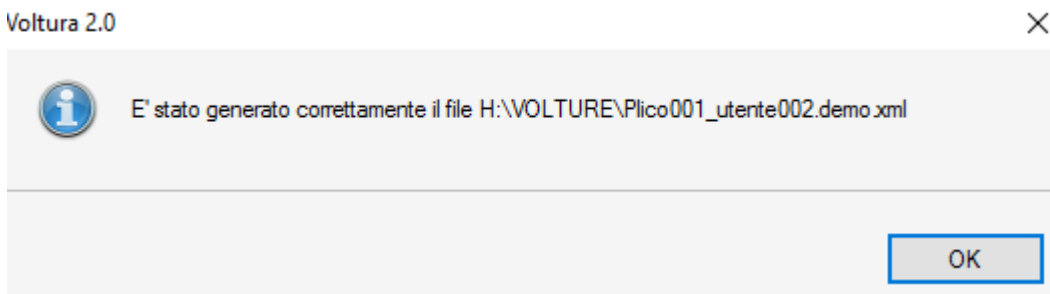 Voltura 2.0
E' stato generato correttamente il file H:\VOLTURE\Plico001_utente002.demo.xml
OK